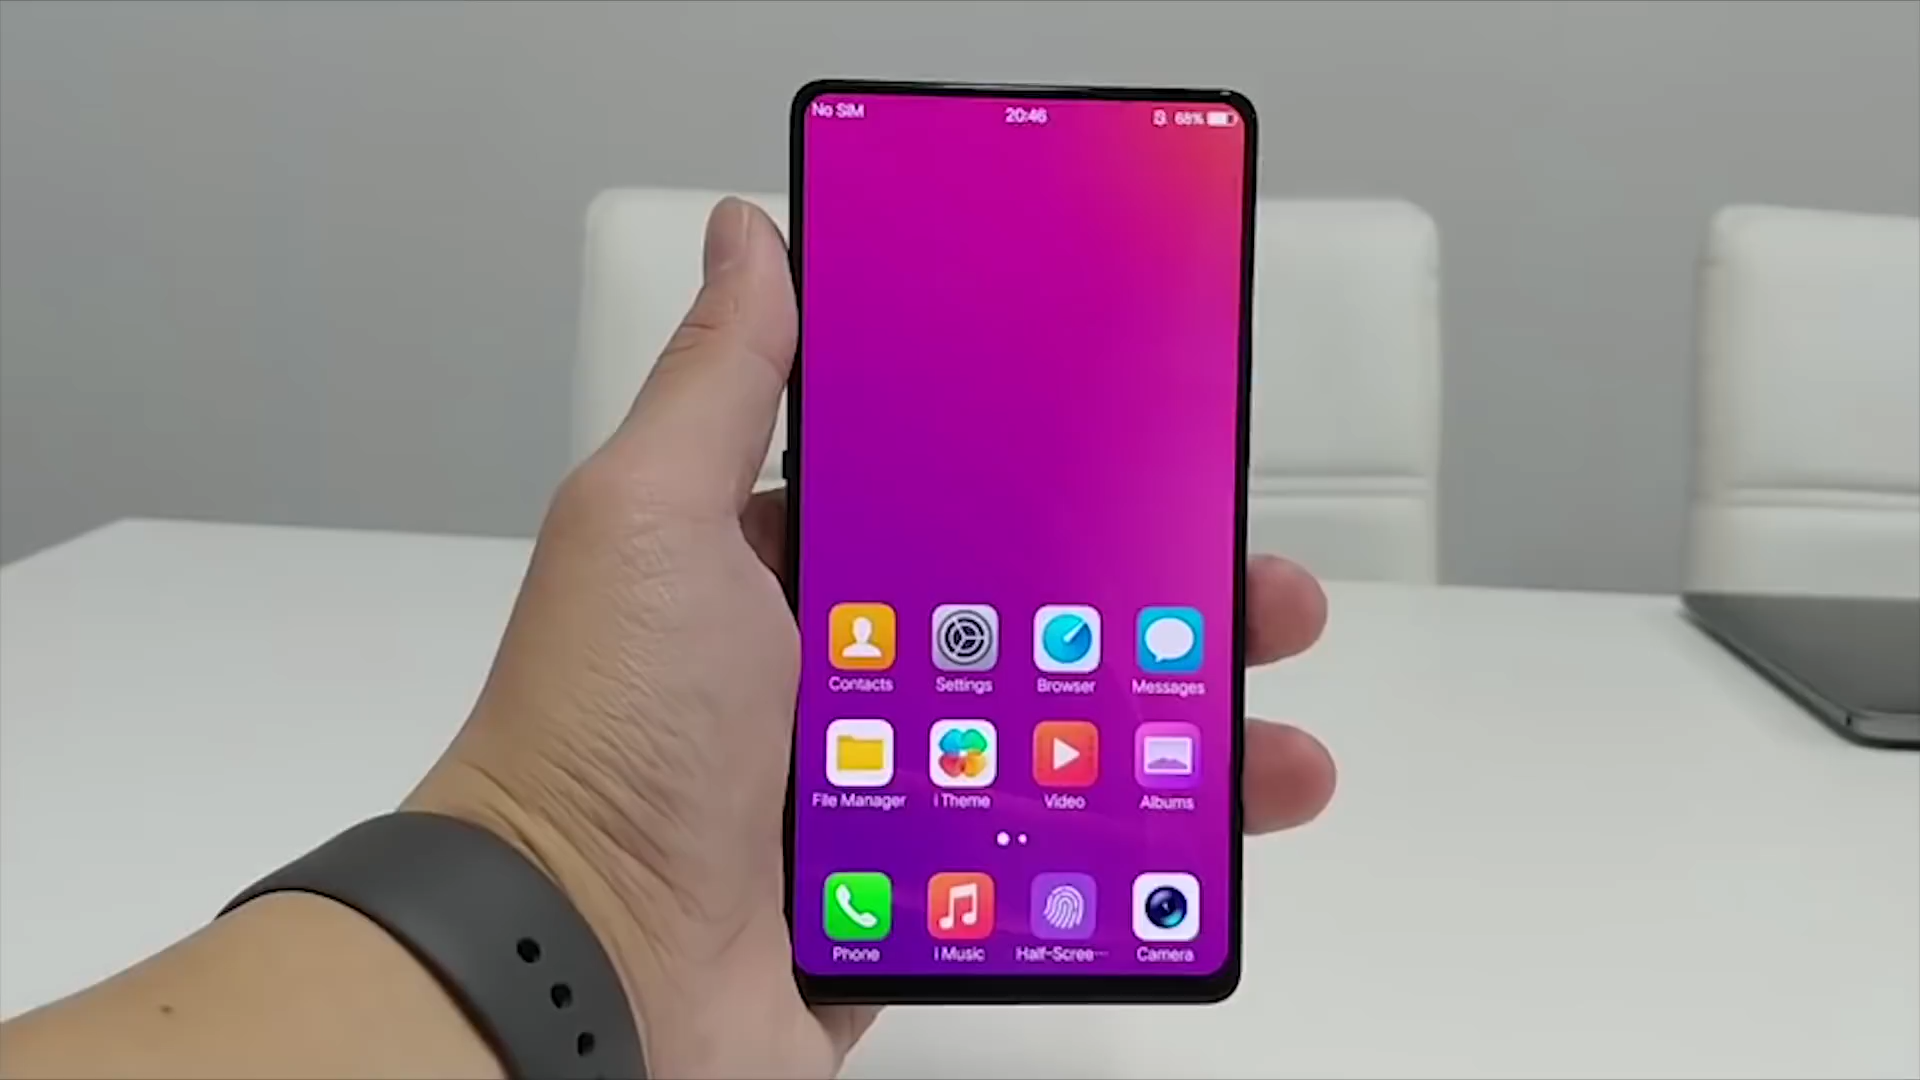 No SIM 20:46 68%
Contacts Settings Browser Messages
File Manager i Theme Video Albums
Phone i Music Half-Scree··· Camera